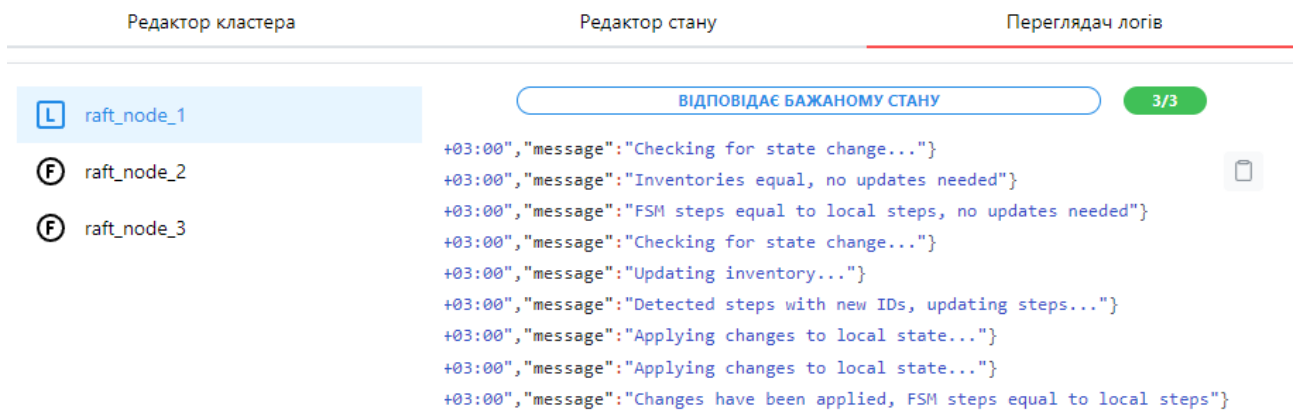 Редактор кластера
Редактор стану
Переглядач логів
L raft_node_1
F raft_node_2
F raft_node_3
ВІДПОВІДАЄ БАЖАНОМУ СТАНУ
3/3
+03:00","message":"Checking for state change..."}
+03:00","message":"Inventories equal, no updates needed"}
+03:00","message":"FSM steps equal to local steps, no updates needed"}
+03:00","message":"Checking for state change..."}
+03:00","message":"Updating inventory..."}
+03:00","message":"Detected steps with new IDs, updating steps..."}
+03:00","message":"Applying changes to local state..."}
+03:00","message":"Applying changes to local state..."}
+03:00","message":"Changes have been applied, FSM steps equal to local steps"}